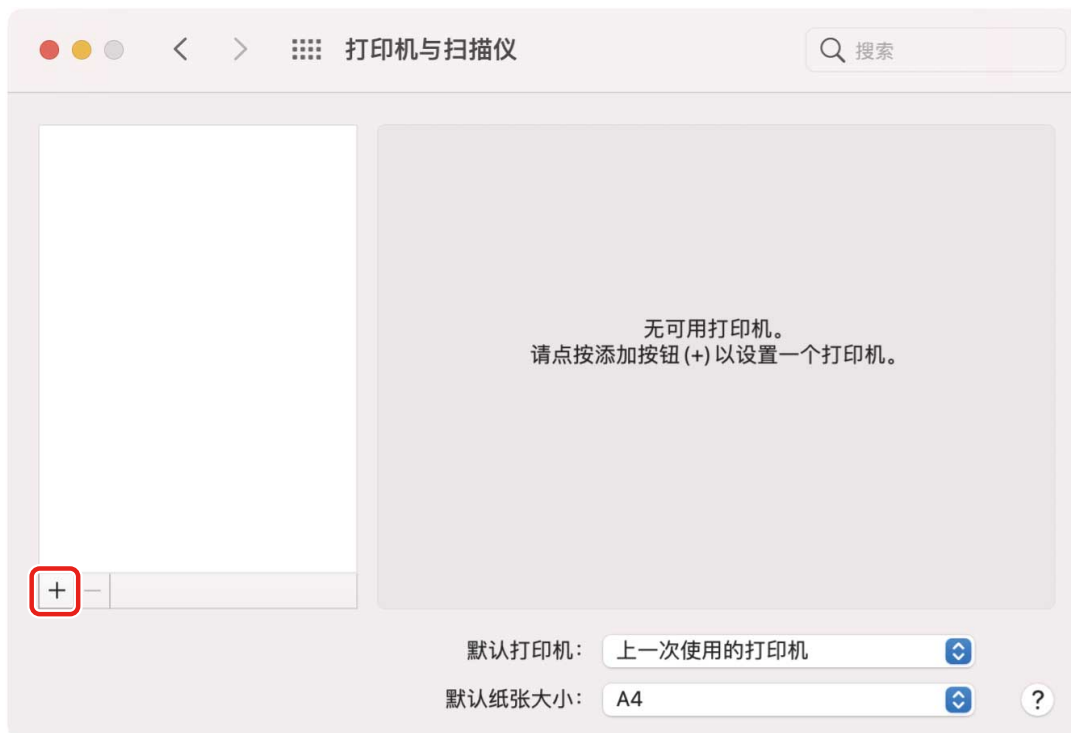 打印机与扫描仪
搜索
无可用打印机。
请点按添加按钮(+)以设置一个打印机。
+ −
默认打印机：
上一次使用的打印机
默认纸张大小：
A4
?